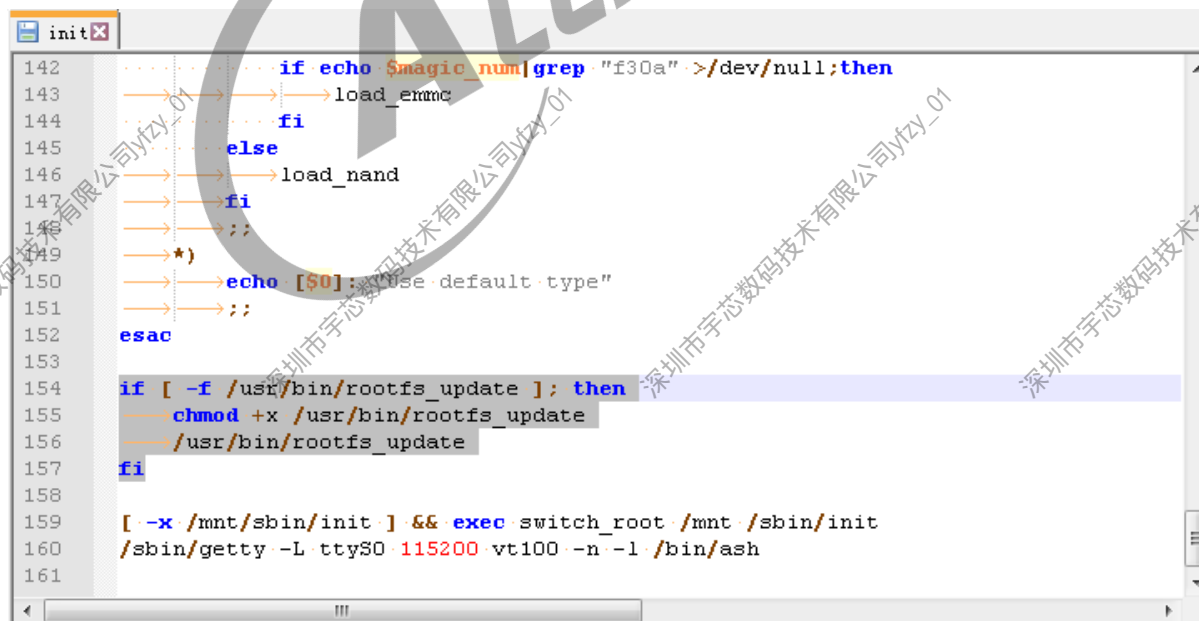 init
142 if echo $magic_num|grep "f30a" >/dev/null;then
143 load_emmc
144 fi
145 else
146 load_nand
147 fi
148 ;;
149 *)
150 echo [$0]: "Use default type"
151 ;;
152 esac
153
154 if [ -f /usr/bin/rootfs_update ]; then
155 chmod +x /usr/bin/rootfs_update
156 /usr/bin/rootfs_update
157 fi
158
159 [ -x /mnt/sbin/init ] && exec switch_root /mnt /sbin/init
160 /sbin/getty -L ttyS0 115200 vt100 -n -l /bin/ash
161
深圳市宇芯数码技术有限公司yfzy_01
深圳市宇芯数码技术有限公司yfzy_01
深圳市宇芯数码技术有限公司yfzy_01